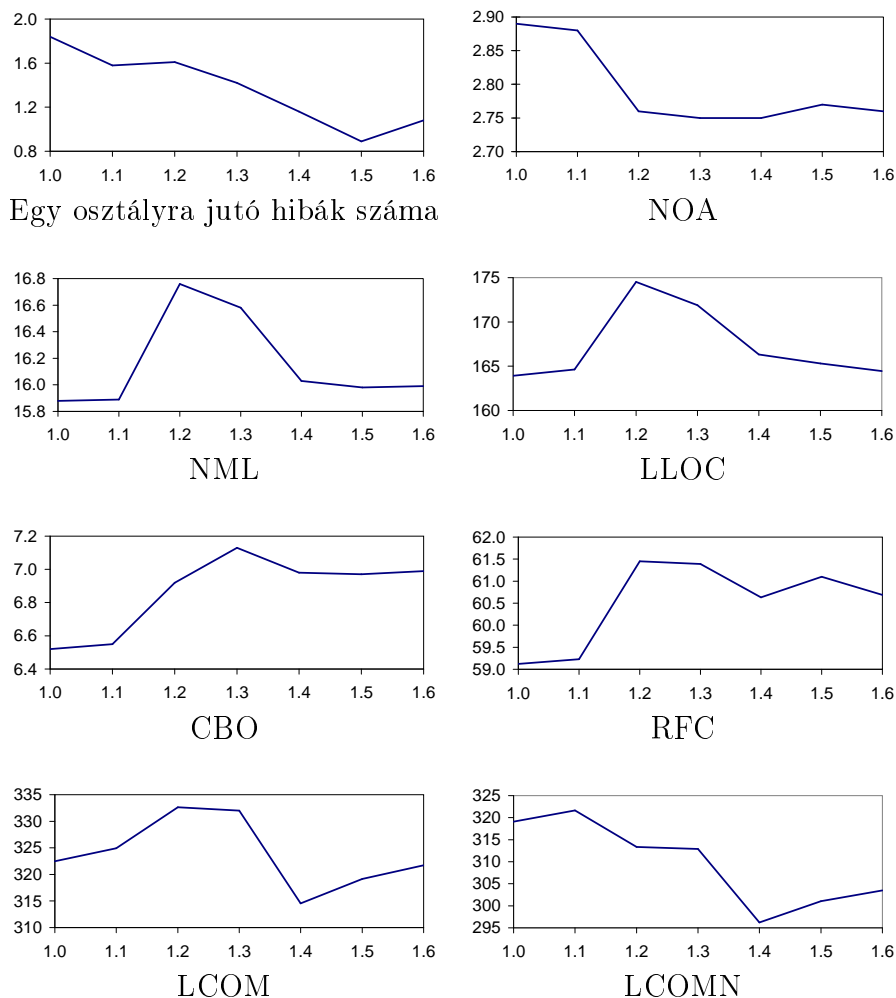 2.0
1.6
1.2
0.8
1.0 1.1 1.2 1.3 1.4 1.5 1.6
Egy osztályra jutó hibák száma
2.90
2.85
2.80
2.75
2.70
1.0 1.1 1.2 1.3 1.4 1.5 1.6
NOA
16.8
16.6
16.4
16.2
16.0
15.8
1.0 1.1 1.2 1.3 1.4 1.5 1.6
NML
175
170
165
160
1.0 1.1 1.2 1.3 1.4 1.5 1.6
LLOC
7.2
7.0
6.8
6.6
6.4
1.0 1.1 1.2 1.3 1.4 1.5 1.6
CBO
62.0
61.5
61.0
60.5
60.0
59.5
59.0
1.0 1.1 1.2 1.3 1.4 1.5 1.6
RFC
335
330
325
320
315
310
1.0 1.1 1.2 1.3 1.4 1.5 1.6
LCOM
325
320
315
310
305
300
295
1.0 1.1 1.2 1.3 1.4 1.5 1.6
LCOMN